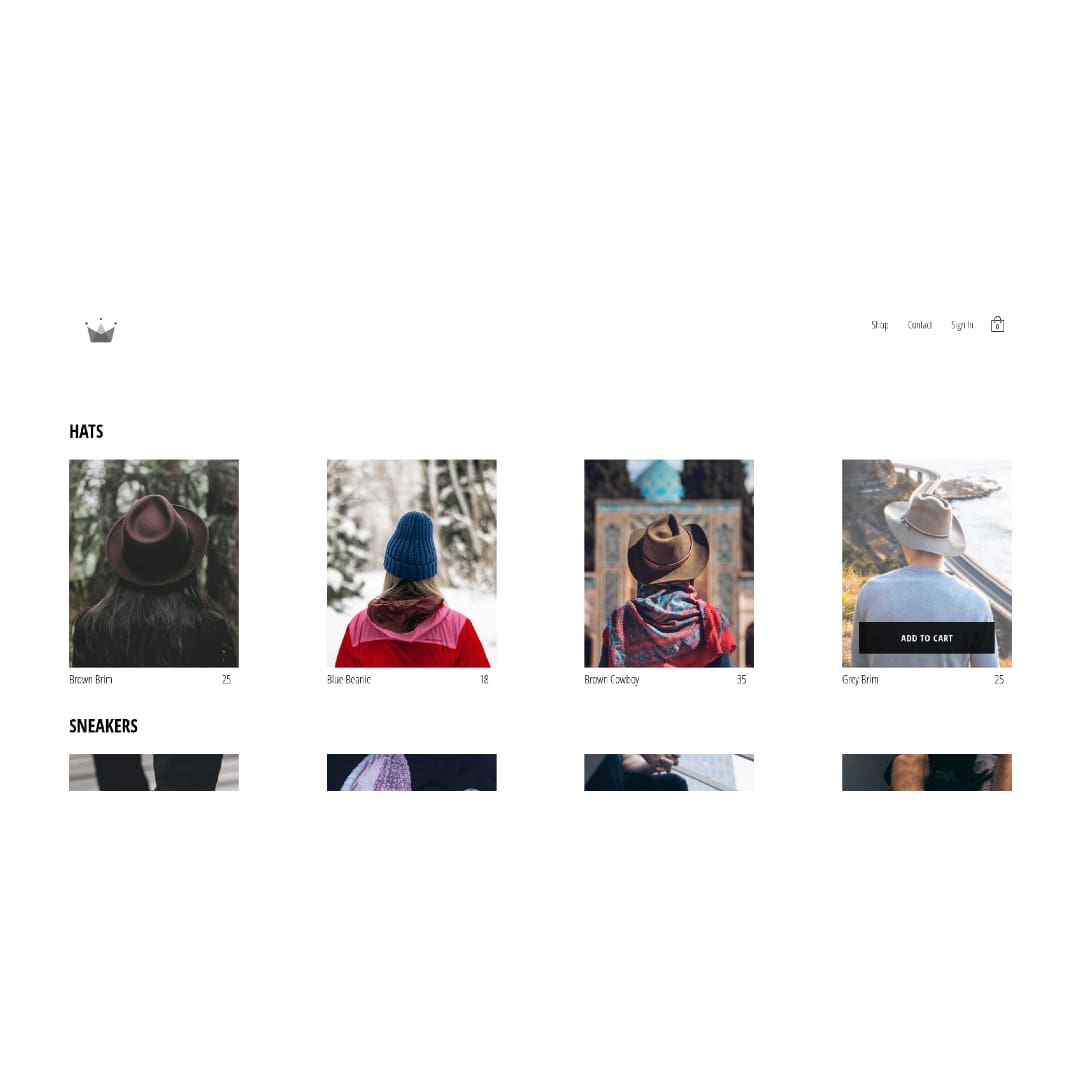 Shop Contact Sign In 0
HATS
ADD TO CART
Brown Brim 25 Blue Beanie 18 Brown Cowboy 35 Grey Brim 25
SNEAKERS